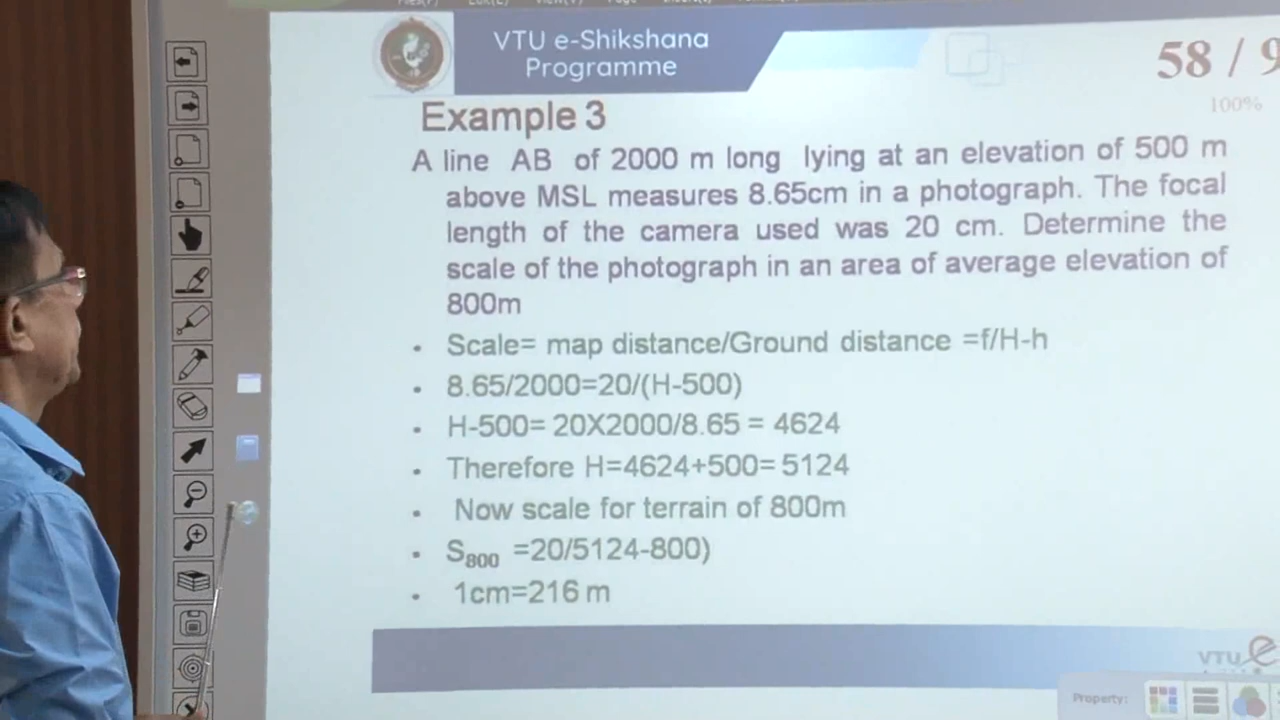 VTU e-Shikshana
Programme
58 / 9
100%
Example 3
A line AB of 2000 m long lying at an elevation of 500 m
above MSL measures 8.65cm in a photograph. The focal
length of the camera used was 20 cm. Determine the
scale of the photograph in an area of average elevation of
800m
• Scale= map distance/Ground distance =f/H-h
• 8.65/2000=20/(H-500)
• H-500= 20X2000/8.65 = 4624
• Therefore H=4624+500= 5124
• Now scale for terrain of 800m
• S800 =20/5124-800)
• 1cm=216 m
VTU e
Property: